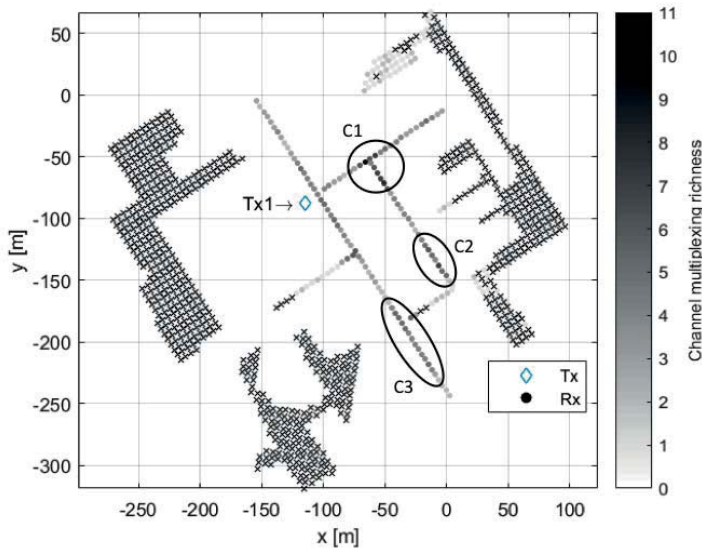 50
0
-50
-100
-150
-200
-250
-300
y [m]
-250 -200 -150 -100 -50 0 50 100
x [m]
C1
Tx1→
C2
C3
Tx
Rx
11
10
9
8
7
6
5
4
3
2
1
0
Channel multiplexing richness